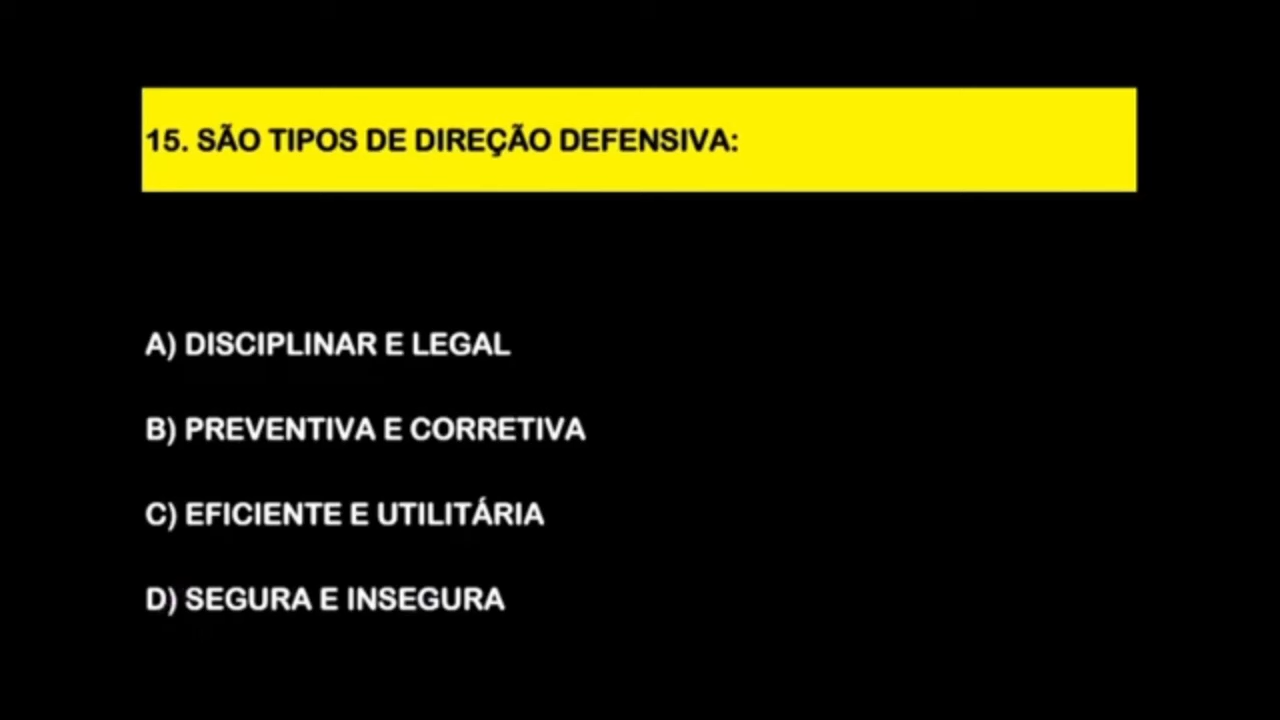 15. SÃO TIPOS DE DIREÇÃO DEFENSIVA:
A) DISCIPLINAR E LEGAL
B) PREVENTIVA E CORRETIVA
C) EFICIENTE E UTILITÁRIA
D) SEGURA E INSEGURA